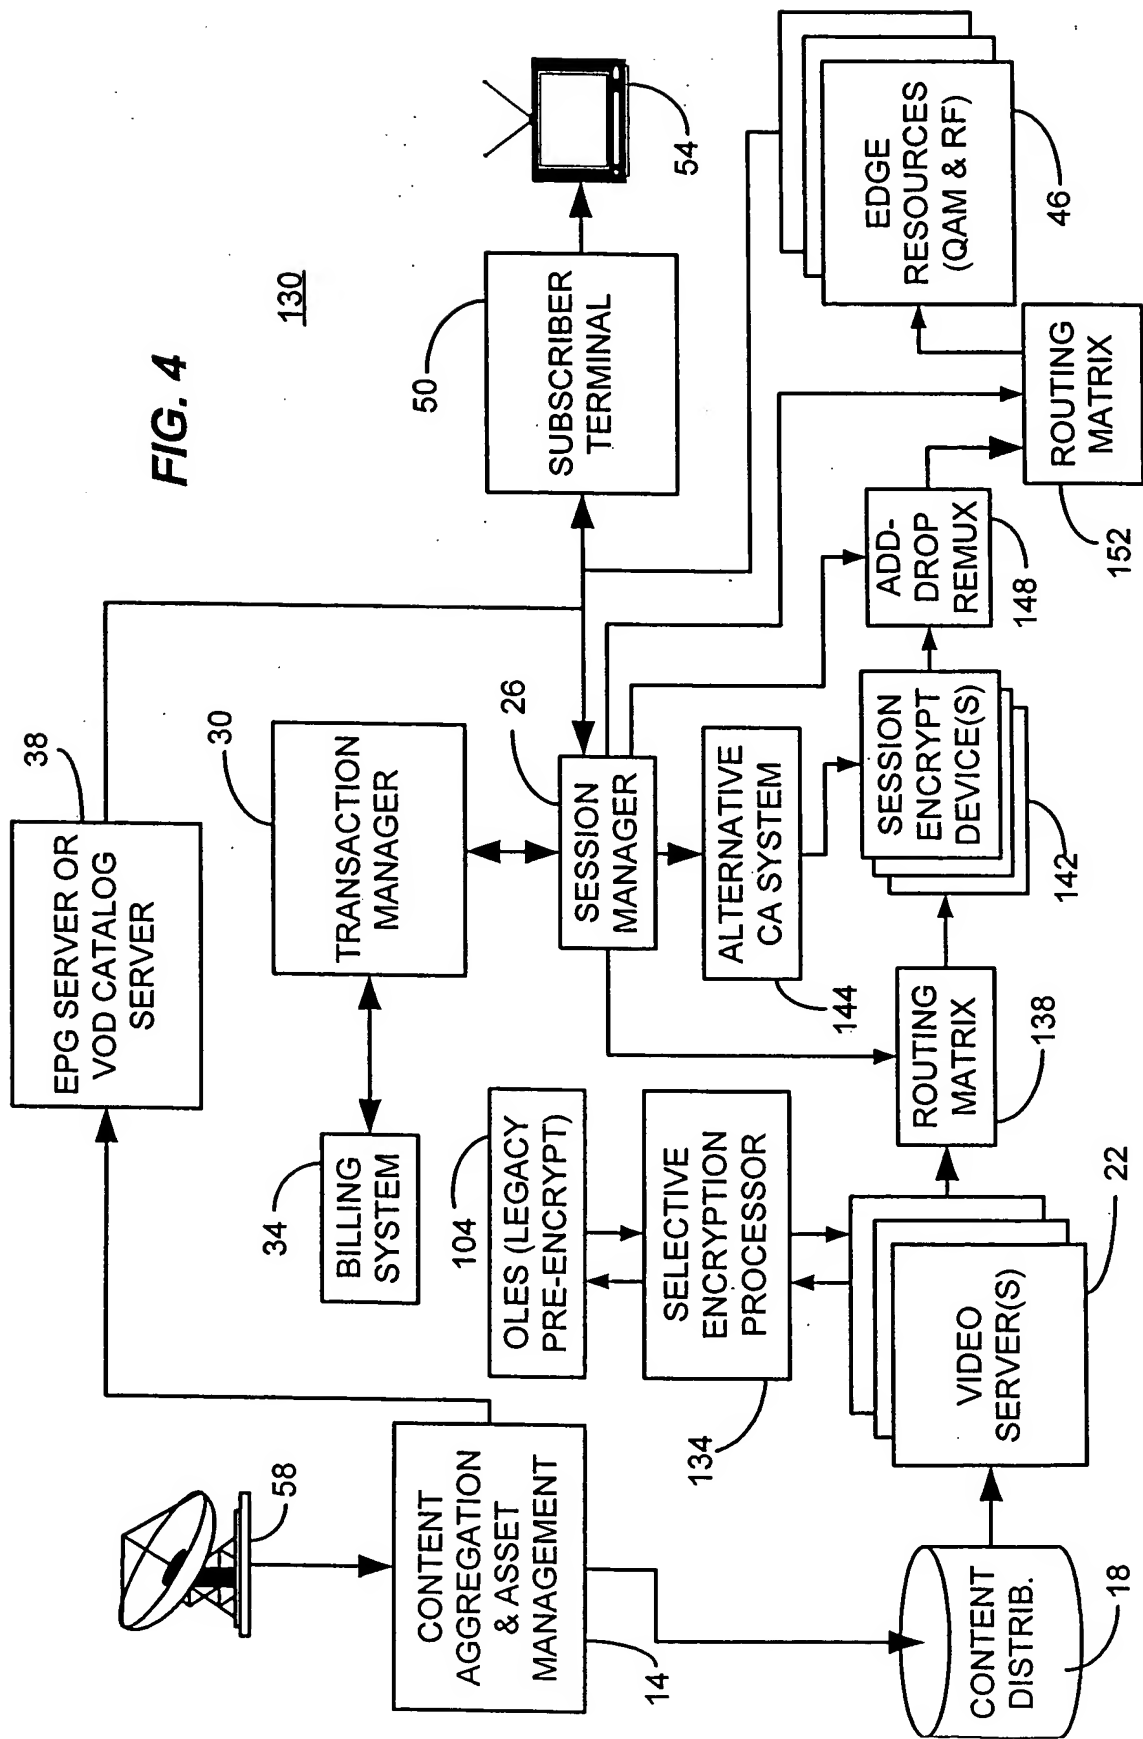 FIG. 4
130
58
CONTENT
AGGREGATION
& ASSET
MANAGEMENT
14
EPG SERVER OR
VOD CATALOG
SERVER
38
BILLING
SYSTEM
34
TRANSACTION
MANAGER
30
SUBSCRIBER
TERMINAL
50
54
OLES (LEGACY
PRE-ENCRYPT)
104
SESSION
MANAGER
26
SELECTIVE
ENCRYPTION
PROCESSOR
134
ALTERNATIVE
CA SYSTEM
144
CONTENT
DISTRIB.
18
VIDEO
SERVER(S)
22
ROUTING
MATRIX
138
SESSION
ENCRYPT
DEVICE(S)
142
ADD-
DROP
REMUX
148
ROUTING
MATRIX
152
EDGE
RESOURCES
(QAM & RF)
46